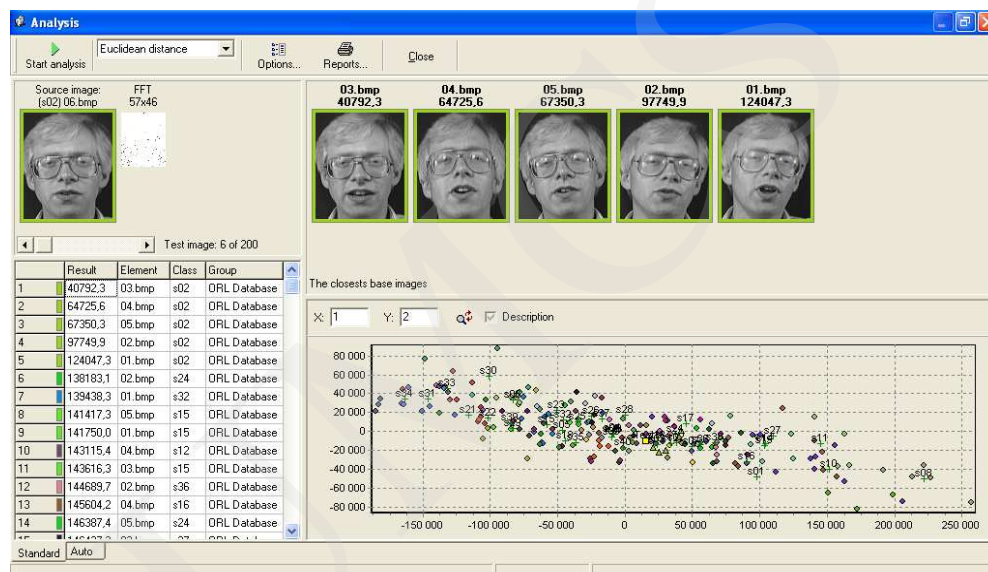 Analysis
Start analysis
Euclidean distance
Options...
Reports...
Close
Source image:
(s02) 06.bmp
FFT
57x46
Test image: 6 of 200
03.bmp 04.bmp 05.bmp 02.bmp 01.bmp
40792,3 64725,6 67350,3 97749,9 124047,3
The closests base images
Result Element Class Group
1 40792,3 03.bmp s02 ORL Database
2 64725,6 04.bmp s02 ORL Database
3 67350,3 05.bmp s02 ORL Database
4 97749,9 02.bmp s02 ORL Database
5 124047,3 01.bmp s02 ORL Database
6 138183,1 02.bmp s24 ORL Database
7 139438,3 01.bmp s32 ORL Database
8 141417,3 05.bmp s15 ORL Database
9 141750,0 01.bmp s15 ORL Database
10 143115,4 04.bmp s12 ORL Database
11 143616,3 03.bmp s15 ORL Database
12 144689,7 02.bmp s36 ORL Database
13 145604,2 04.bmp s16 ORL Database
14 146387,4 05.bmp s24 ORL Database
X: 1 Y: 2 Description
80 000
60 000
40 000
20 000
0
-20 000
-40 000
-60 000
-80 000
s30
s33
s34 s31
s21
s23
s28
s17
s27
s11
s10
s08
s01
-150 000 -100 000 -50 000 0 50 000 100 000 150 000 200 000 250 000
Standard Auto